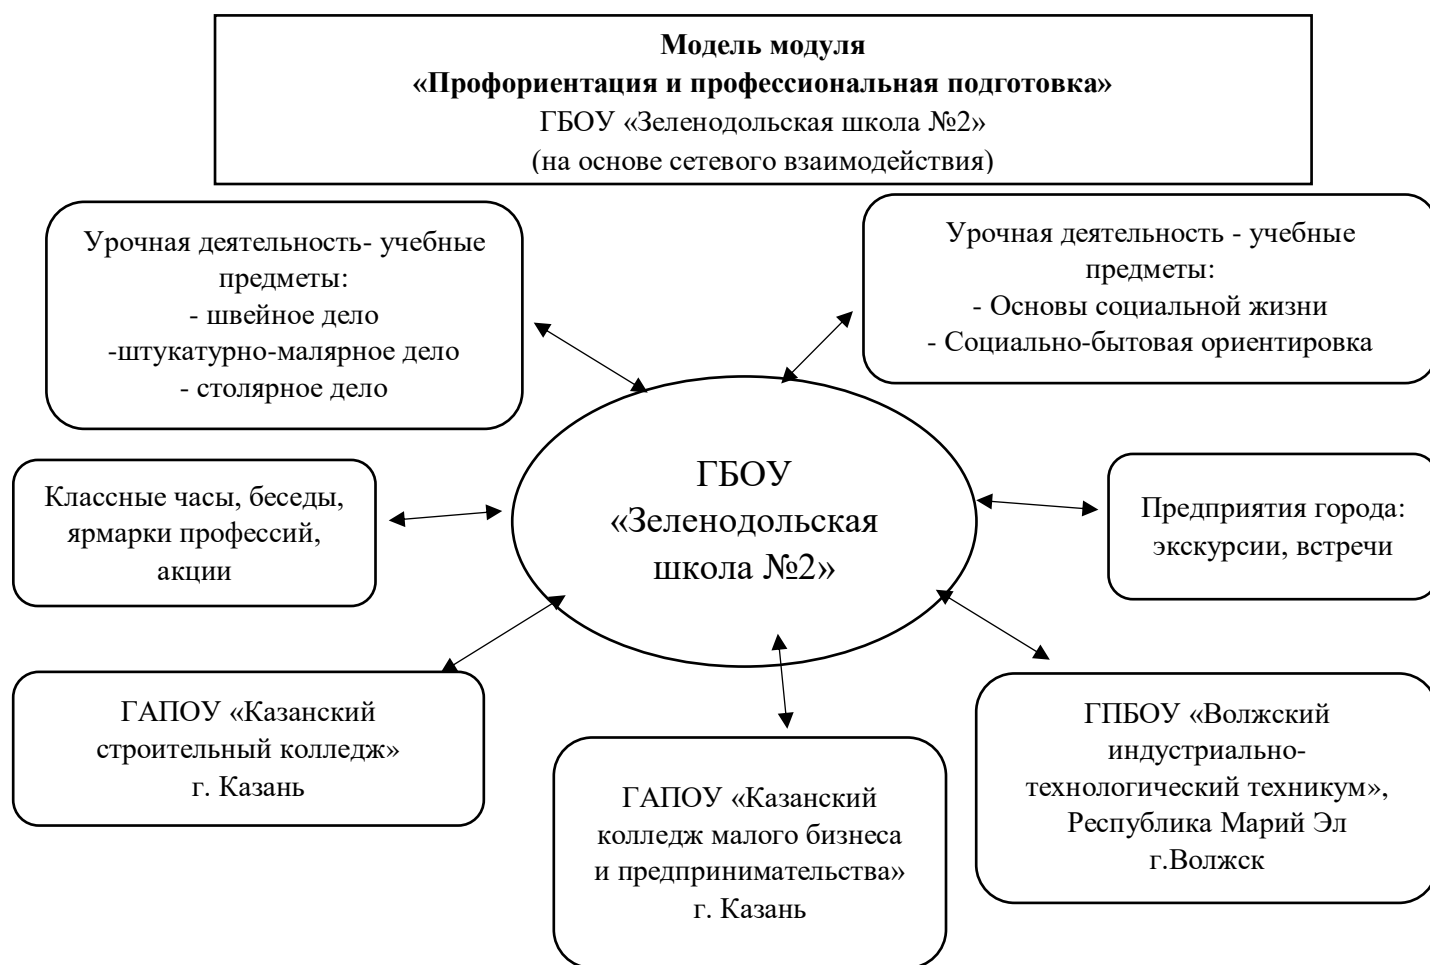 Модель модуля
«Профориентация и профессиональная подготовка»
ГБОУ «Зеленодольская школа №2»
(на основе сетевого взаимодействия)
Урочная деятельность- учебные
предметы:
- швейное дело
-штукатурно-малярное дело
- столярное дело
Урочная деятельность - учебные
предметы:
- Основы социальной жизни
- Социально-бытовая ориентировка
Классные часы, беседы,
ярмарки профессий,
акции
ГБОУ
«Зеленодольская
школа №2»
Предприятия города:
экскурсии, встречи
ГАПОУ «Казанский
строительный колледж»
г. Казань
ГАПОУ «Казанский
колледж малого бизнеса
и предпринимательства»
г. Казань
ГПБОУ «Волжский
индустриально-
технологический техникум»,
Республика Марий Эл
г.Волжск